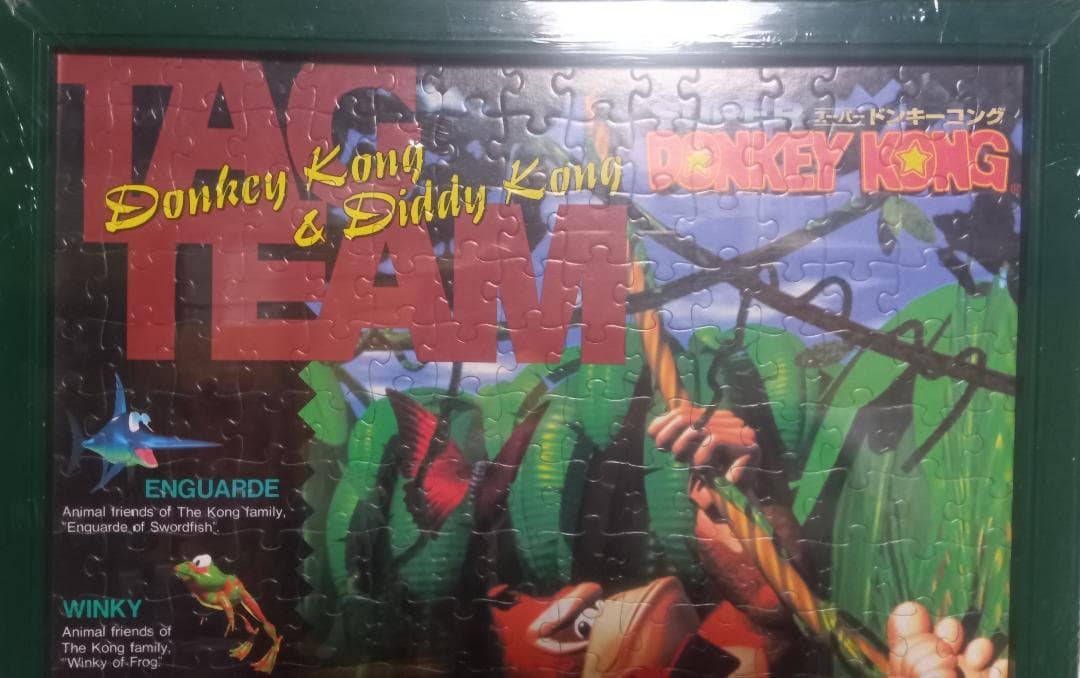 TAG
TEAM
Donkey Kong
& Diddy Kong
スーパードンキーコング
SUPER
DONKEY KONG
®
ENGUARDE
Animal friends of The Kong family,
"Enguarde of Swordfish".
WINKY
Animal friends of
The Kong family,
"Winky of Frog."